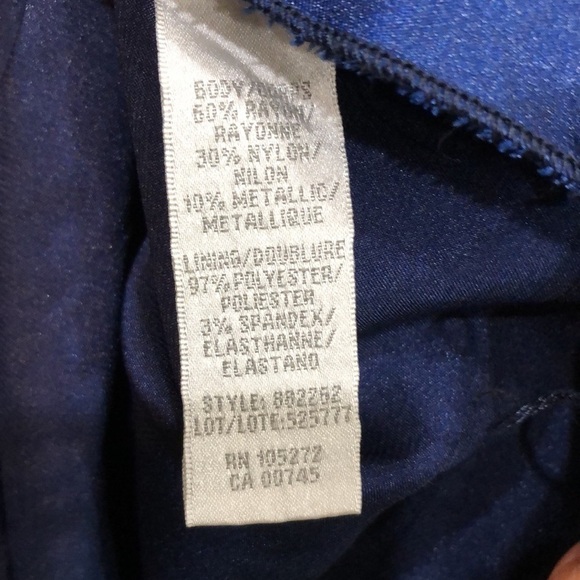 BODY/CORPS
60% RAYON/
RAYONNE
30% NYLON/
NILON
10% METALLIC/
METALLIQUE
LINING/DOUBLURE
97% POLYESTER/
POLIESTER
3% SPANDEX/
ELASTHANNE/
ELASTANO
STYLE: 882252
LOT/LOTE:525777
RN 105272
CA 00745